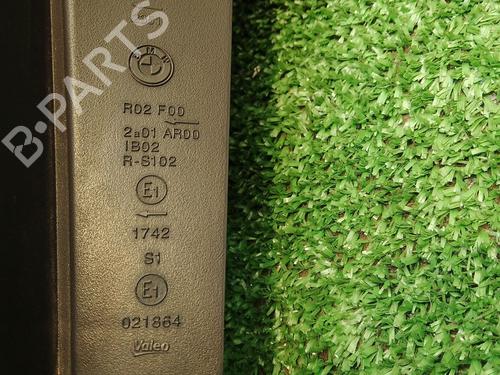 B-PARTS
BMW
R02 F00
2a01 AR00
IB02
R-S102
E1
1742
S1
E1
021864
Valeo